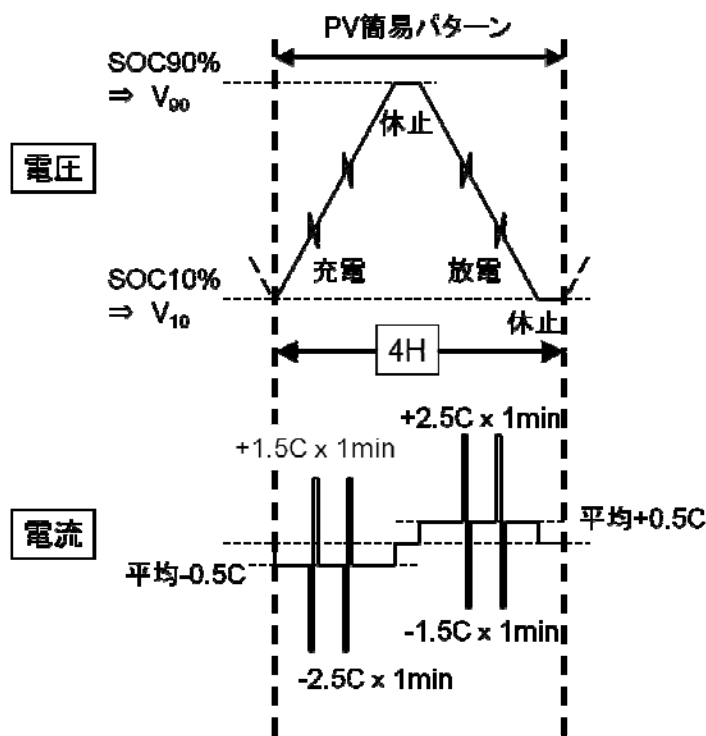 PV簡易パターン
SOC90%
⇒ V₉₀
休止
電圧
充電
放電
SOC10%
⇒ V₁₀
休止
4H
+2.5C x 1min
+1.5C x 1min
電流
平均+0.5C
平均-0.5C
-1.5C x 1min
-2.5C x 1min